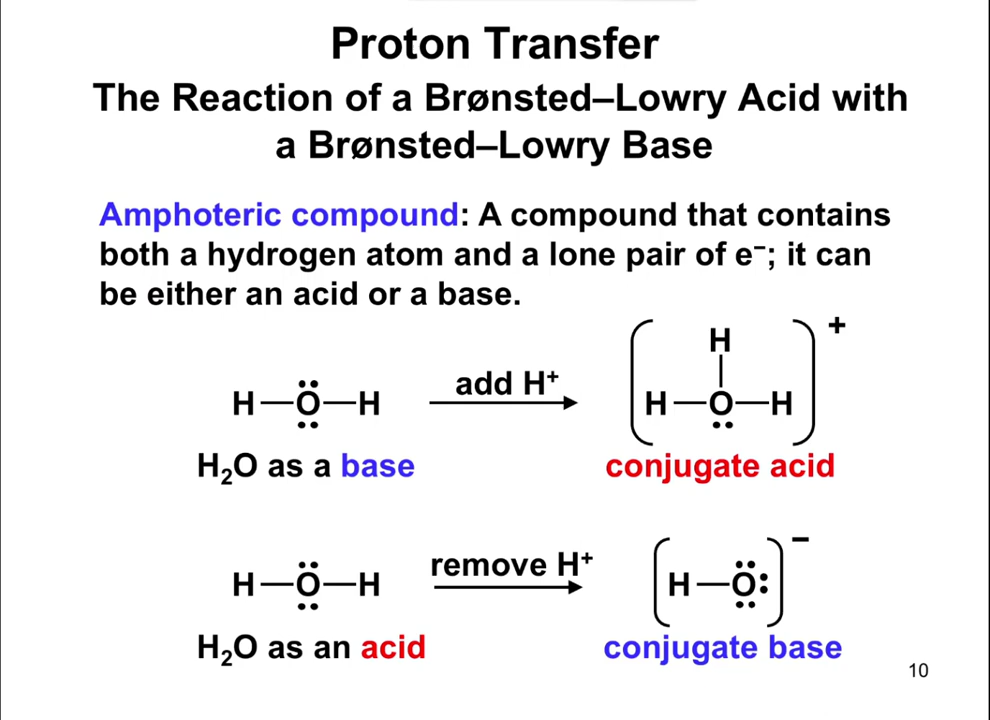 Proton Transfer
The Reaction of a Brønsted–Lowry Acid with
a Brønsted–Lowry Base
Amphoteric compound: A compound that contains
both a hydrogen atom and a lone pair of e⁻; it can
be either an acid or a base.
H
+
add H⁺
H—Ö—H
H—O—H
H₂O as a base
conjugate acid
remove H⁺
−
H—Ö—H
H—Ö:
H₂O as an acid
conjugate base
10